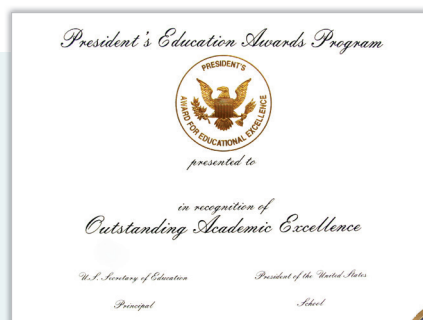 President's Education Awards Program
PRESIDENT'S
AWARD FOR EDUCATIONAL EXCELLENCE
presented to
in recognition of
Outstanding Academic Excellence
U.S. Secretary of Education
President of the United States
Principal
School